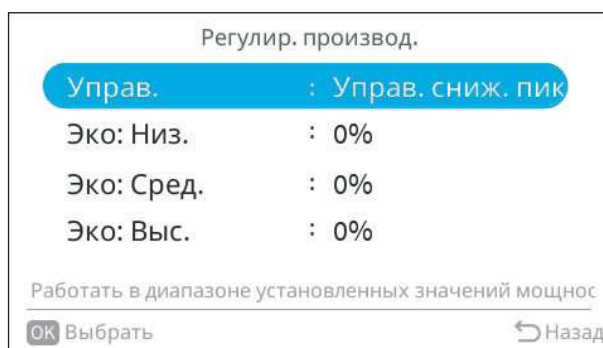 Регулир. производ.
Управ. : Управ. сниж. пик
Эко: Низ. : 0%
Эко: Сред. : 0%
Эко: Выс. : 0%
Работать в диапазоне установленных значений мощнос
OK Выбрать Назад